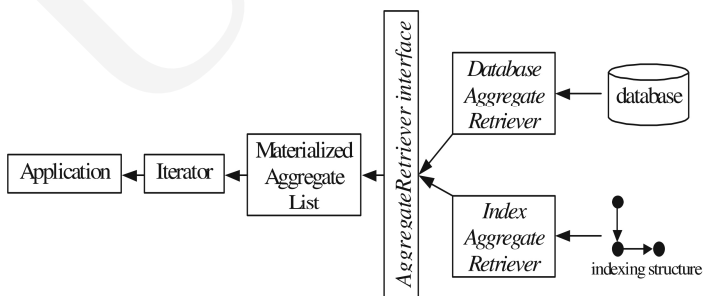 Application
Iterator
Materialized
Aggregate
List
AggregateRetriever interface
Database
Aggregate
Retriever
database
Index
Aggregate
Retriever
indexing structure